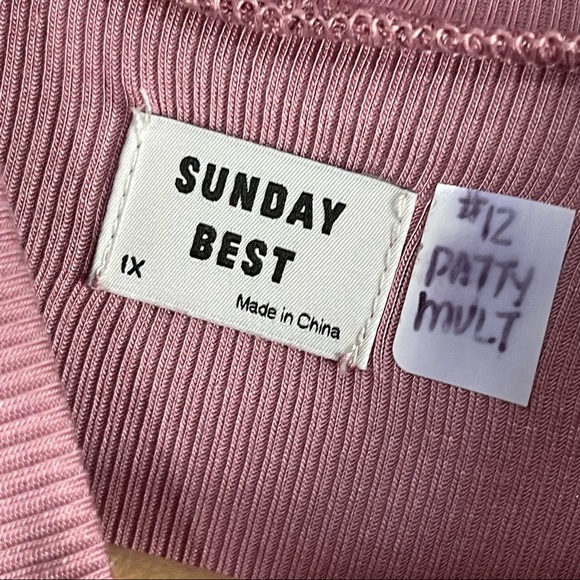 SUNDAY
BEST
1X
Made in China
#12
PATTY
MULT